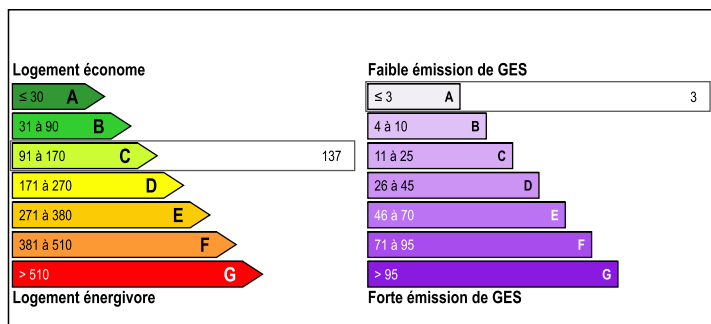 Logement économe
≤ 30 A
31 à 90 B
91 à 170 C 137
171 à 270 D
271 à 380 E
381 à 510 F
> 510 G
Logement énergivore
Faible émission de GES
≤ 3 A 3
4 à 10 B
11 à 25 C
26 à 45 D
46 à 70 E
71 à 95 F
> 95 G
Forte émission de GES